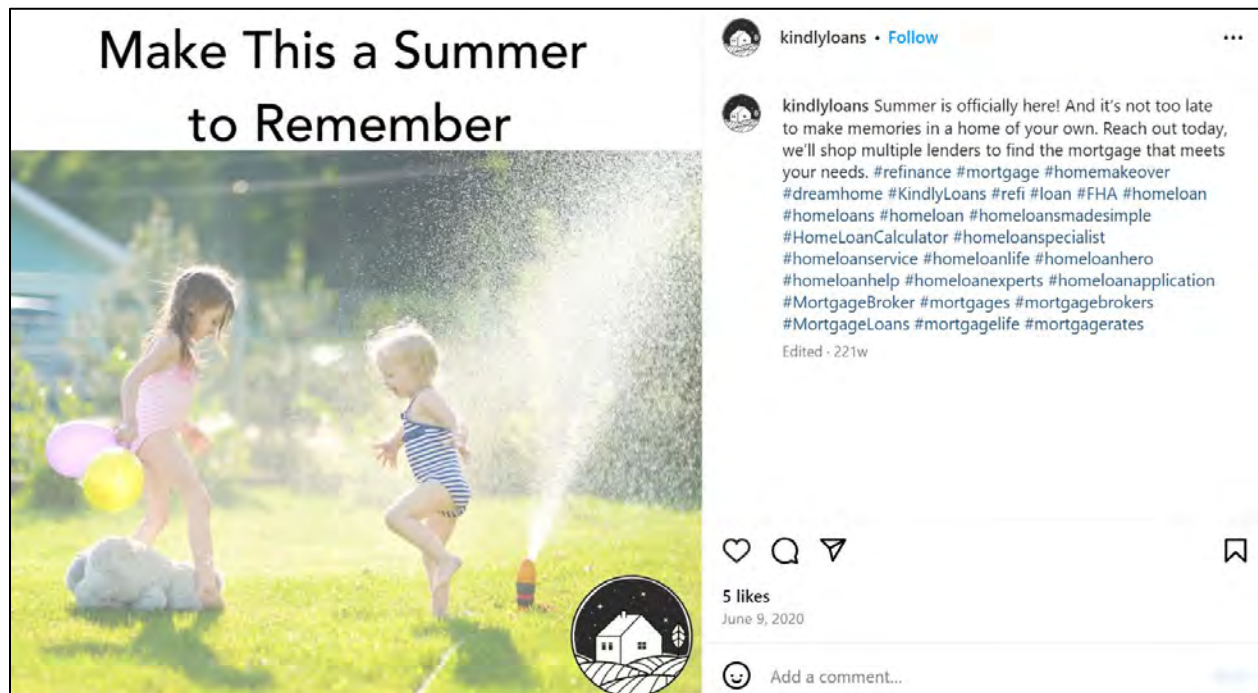 Make This a Summer
to Remember
kindlyloans • Follow
kindlyloans Summer is officially here! And it's not too late
to make memories in a home of your own. Reach out today,
we'll shop multiple lenders to find the mortgage that meets
your needs. #refinance #mortgage #homemakeover
#dreamhome #KindlyLoans #refi #loan #FHA #homeloan
#homeloans #homeloan #homeloansmadesimple
#HomeLoanCalculator #homeloanspecialist
#homeloanservice #homeloanlife #homeloanhero
#homeloanhelp #homeloanexperts #homeloanapplication
#MortgageBroker #mortgages #mortgagebrokers
#MortgageLoans #mortgagelife #mortgagerates
Edited · 221w
5 likes
June 9, 2020
Add a comment...